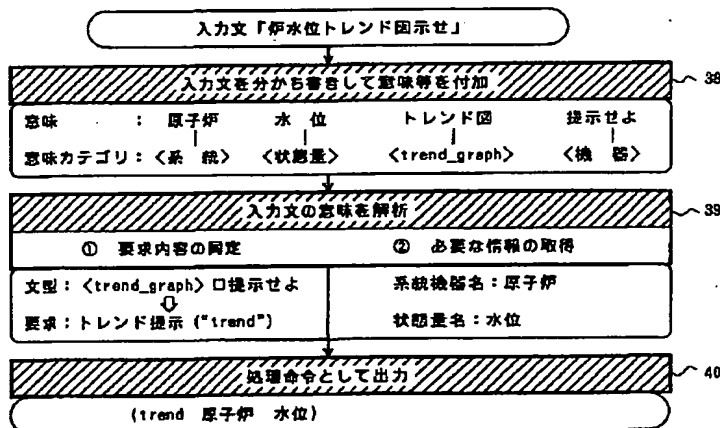 入力文「炉水位トレンド図示せ」
入力文を分かち書きして意味等を付加 38
意味 : 原子炉 水位 トレンド図 提示せよ
意味カテゴリ:〈系統〉 〈状態量〉 〈trend_graph〉 〈機器〉
入力文の意味を解析 39
① 要求内容の同定 ② 必要な情報の取得
文型:〈trend_graph〉口提示せよ 系統機器名:原子炉
要求:トレンド提示("trend") 状態量名:水位
処理命令として出力 40
(trend 原子炉 水位)